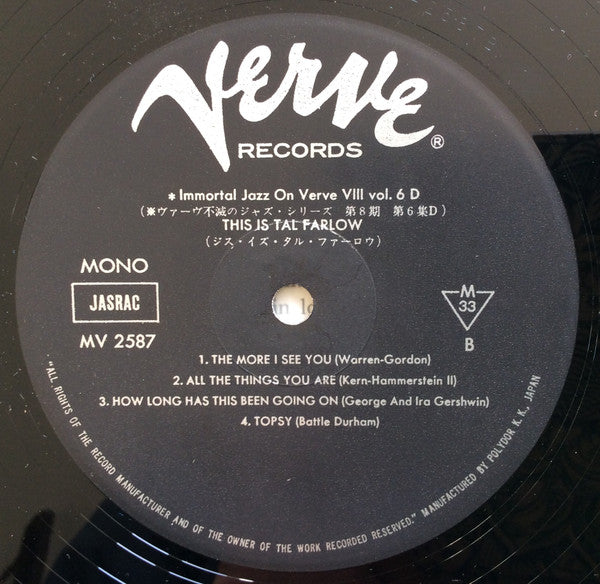 Verve
®
RECORDS
* Immortal Jazz On Verve VIII vol. 6 D
(※ヴァーヴ不滅のジャズ・シリーズ 第8期 第6集D)
THIS IS TAL FARLOW
(ジス・イズ・タル・ファーロウ)
MONO
JASRAC
MV 2587
M
33
B
1. THE MORE I SEE YOU (Warren-Gordon)
2. ALL THE THINGS YOU ARE (Kern-Hammerstein II)
3. HOW LONG HAS THIS BEEN GOING ON (George And Ira Gershwin)
4. TOPSY (Battle Durham)
"ALL RIGHTS OF THE RECORD MANUFACTURER AND OF THE OWNER OF THE WORK RECORDED RESERVED." MANUFACTURED BY POLYDOR K. K., JAPAN